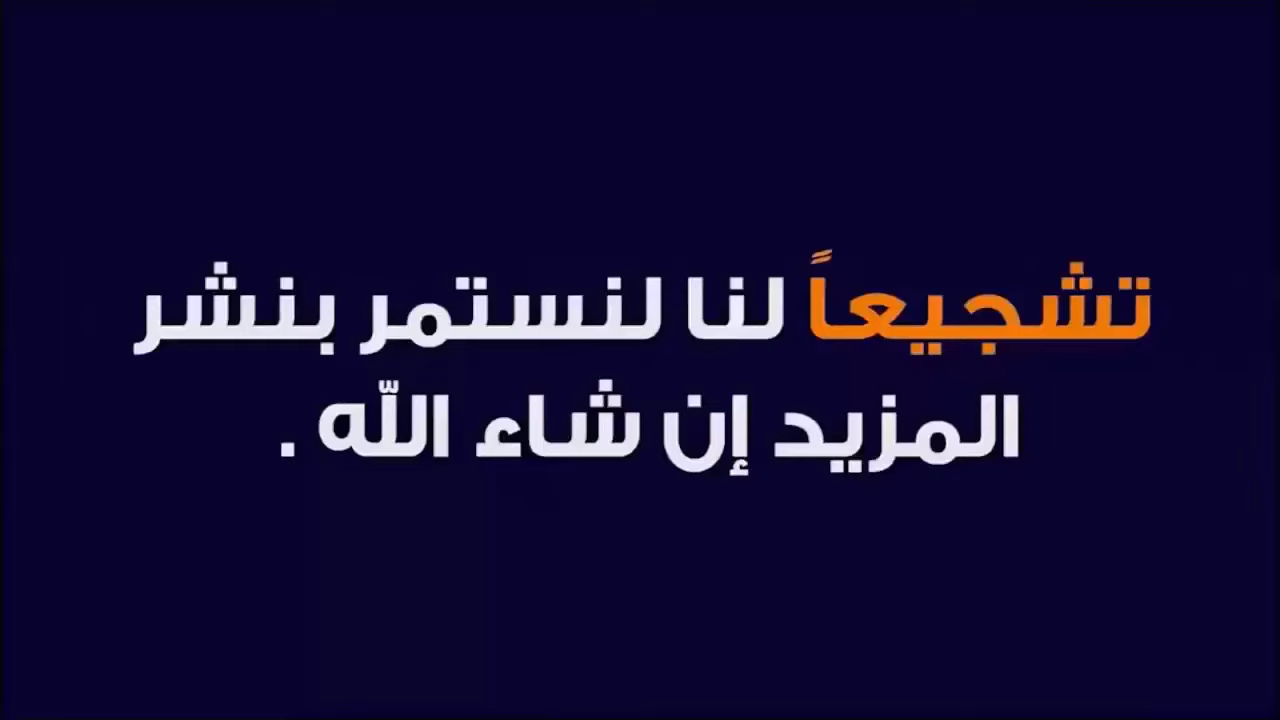 تشجيعاً لنا لنستمر بنشر
المزيد إن شاء اللّه .